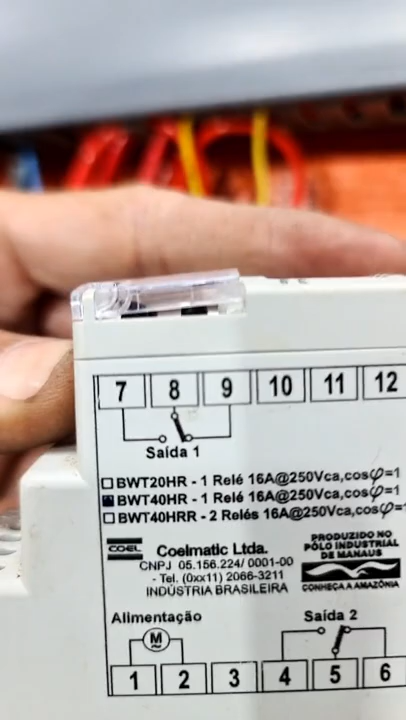 7 8 9 10 11 12
Saída 1
BWT20HR - 1 Relé 16A@250Vca,cosφ=1
BWT40HR - 1 Relé 16A@250Vca,cosφ=1
BWT40HRR - 2 Relés 16A@250Vca,cosφ=
COEL
Coelmatic Ltda.
CNPJ 05.156.224/ 0001-00
- Tel. (0xx11) 2066-3211
INDÚSTRIA BRASILEIRA
PRODUZIDO NO
PÓLO INDUSTRIAL
DE MANAUS
CONHEÇA A AMAZÔNIA
Alimentação
M
~
Saída 2
1 2 3 4 5 6